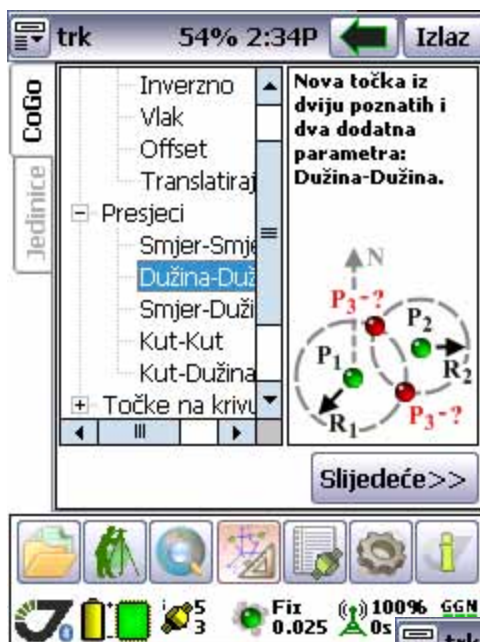 trk 54% 2:34P Izlaz
CoGo
Jedinice
Inverzno
Vlak
Offset
Translatiraj
Presjeci
Smjer-Smje
Dužina-Duž
Smjer-Duži
Kut-Kut
Kut-Dužina
Točke na krivu
Nova točka iz
dviju poznatih i
dva dodatna
parametra:
Dužina-Dužina.
N
P3-?
P2
P1
R2
R1
P3-?
Slijedeće>>
5
3
Fix
0.025
100%
0s
GGN
trk